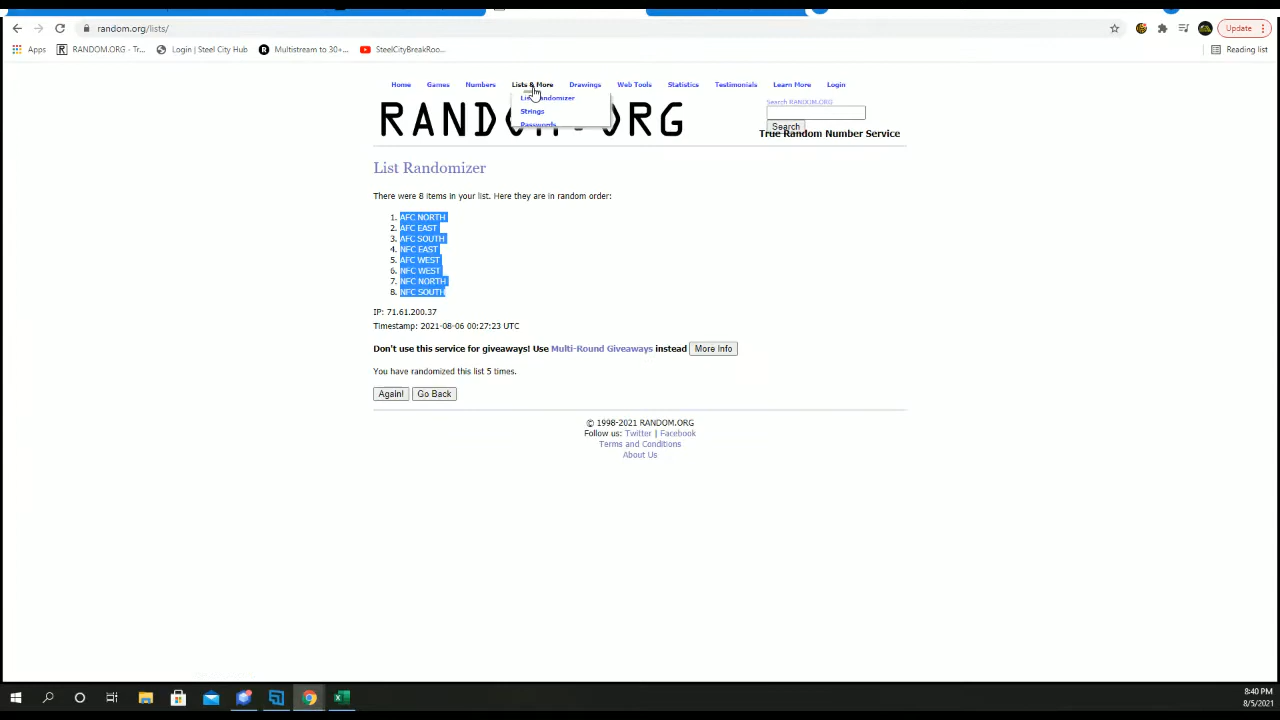 random.org/lists/
Update
Apps
RANDOM.ORG - Tr...
Login | Steel City Hub
Multistream to 30+...
SteelCityBreakRoo...
Reading list
Home Games Numbers Lists & More Drawings Web Tools Statistics Testimonials Learn More Login
Strings
Passwords
RANDOM.ORG
Search RANDOM.ORG
Search
True Random Number Service
List Randomizer
There were 8 items in your list. Here they are in random order:
1. AFC NORTH
2. AFC EAST
3. AFC SOUTH
4. NFC EAST
5. AFC WEST
6. NFC WEST
7. NFC NORTH
8. NFC SOUTH
IP: 71.61.200.37
Timestamp: 2021-08-06 00:27:23 UTC
Don't use this service for giveaways! Use Multi-Round Giveaways instead More Info
You have randomized this list 5 times.
Again! Go Back
© 1998-2021 RANDOM.ORG
Follow us: Twitter | Facebook
Terms and Conditions
About Us
8:40 PM
8/5/2021